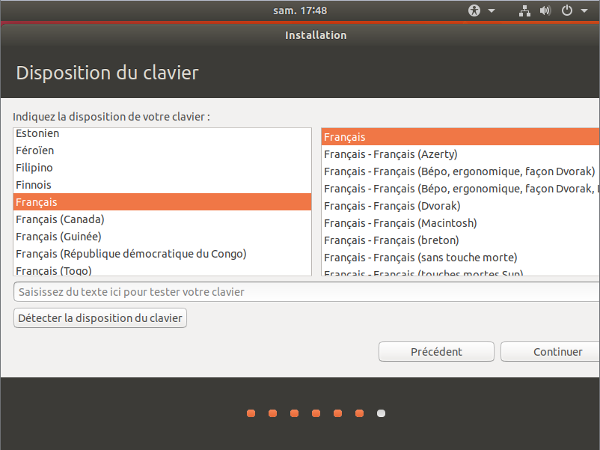 sam. 17:48
Installation
Disposition du clavier
Indiquez la disposition de votre clavier :
Estonien
Féroïen
Filipino
Finnois
Français
Français (Canada)
Français (Guinée)
Français (République démocratique du Congo)
Français (Togo)
Français
Français - Français (Azerty)
Français - Français (Bépo, ergonomique, façon Dvorak)
Français - Français (Bépo, ergonomique, façon Dvorak,
Français - Français (Dvorak)
Français - Français (Macintosh)
Français - Français (breton)
Français - Français (sans touche morte)
Français - Français (touches mortes Sun)
Saisissez du texte ici pour tester votre clavier
Détecter la disposition du clavier
Précédent
Continuer